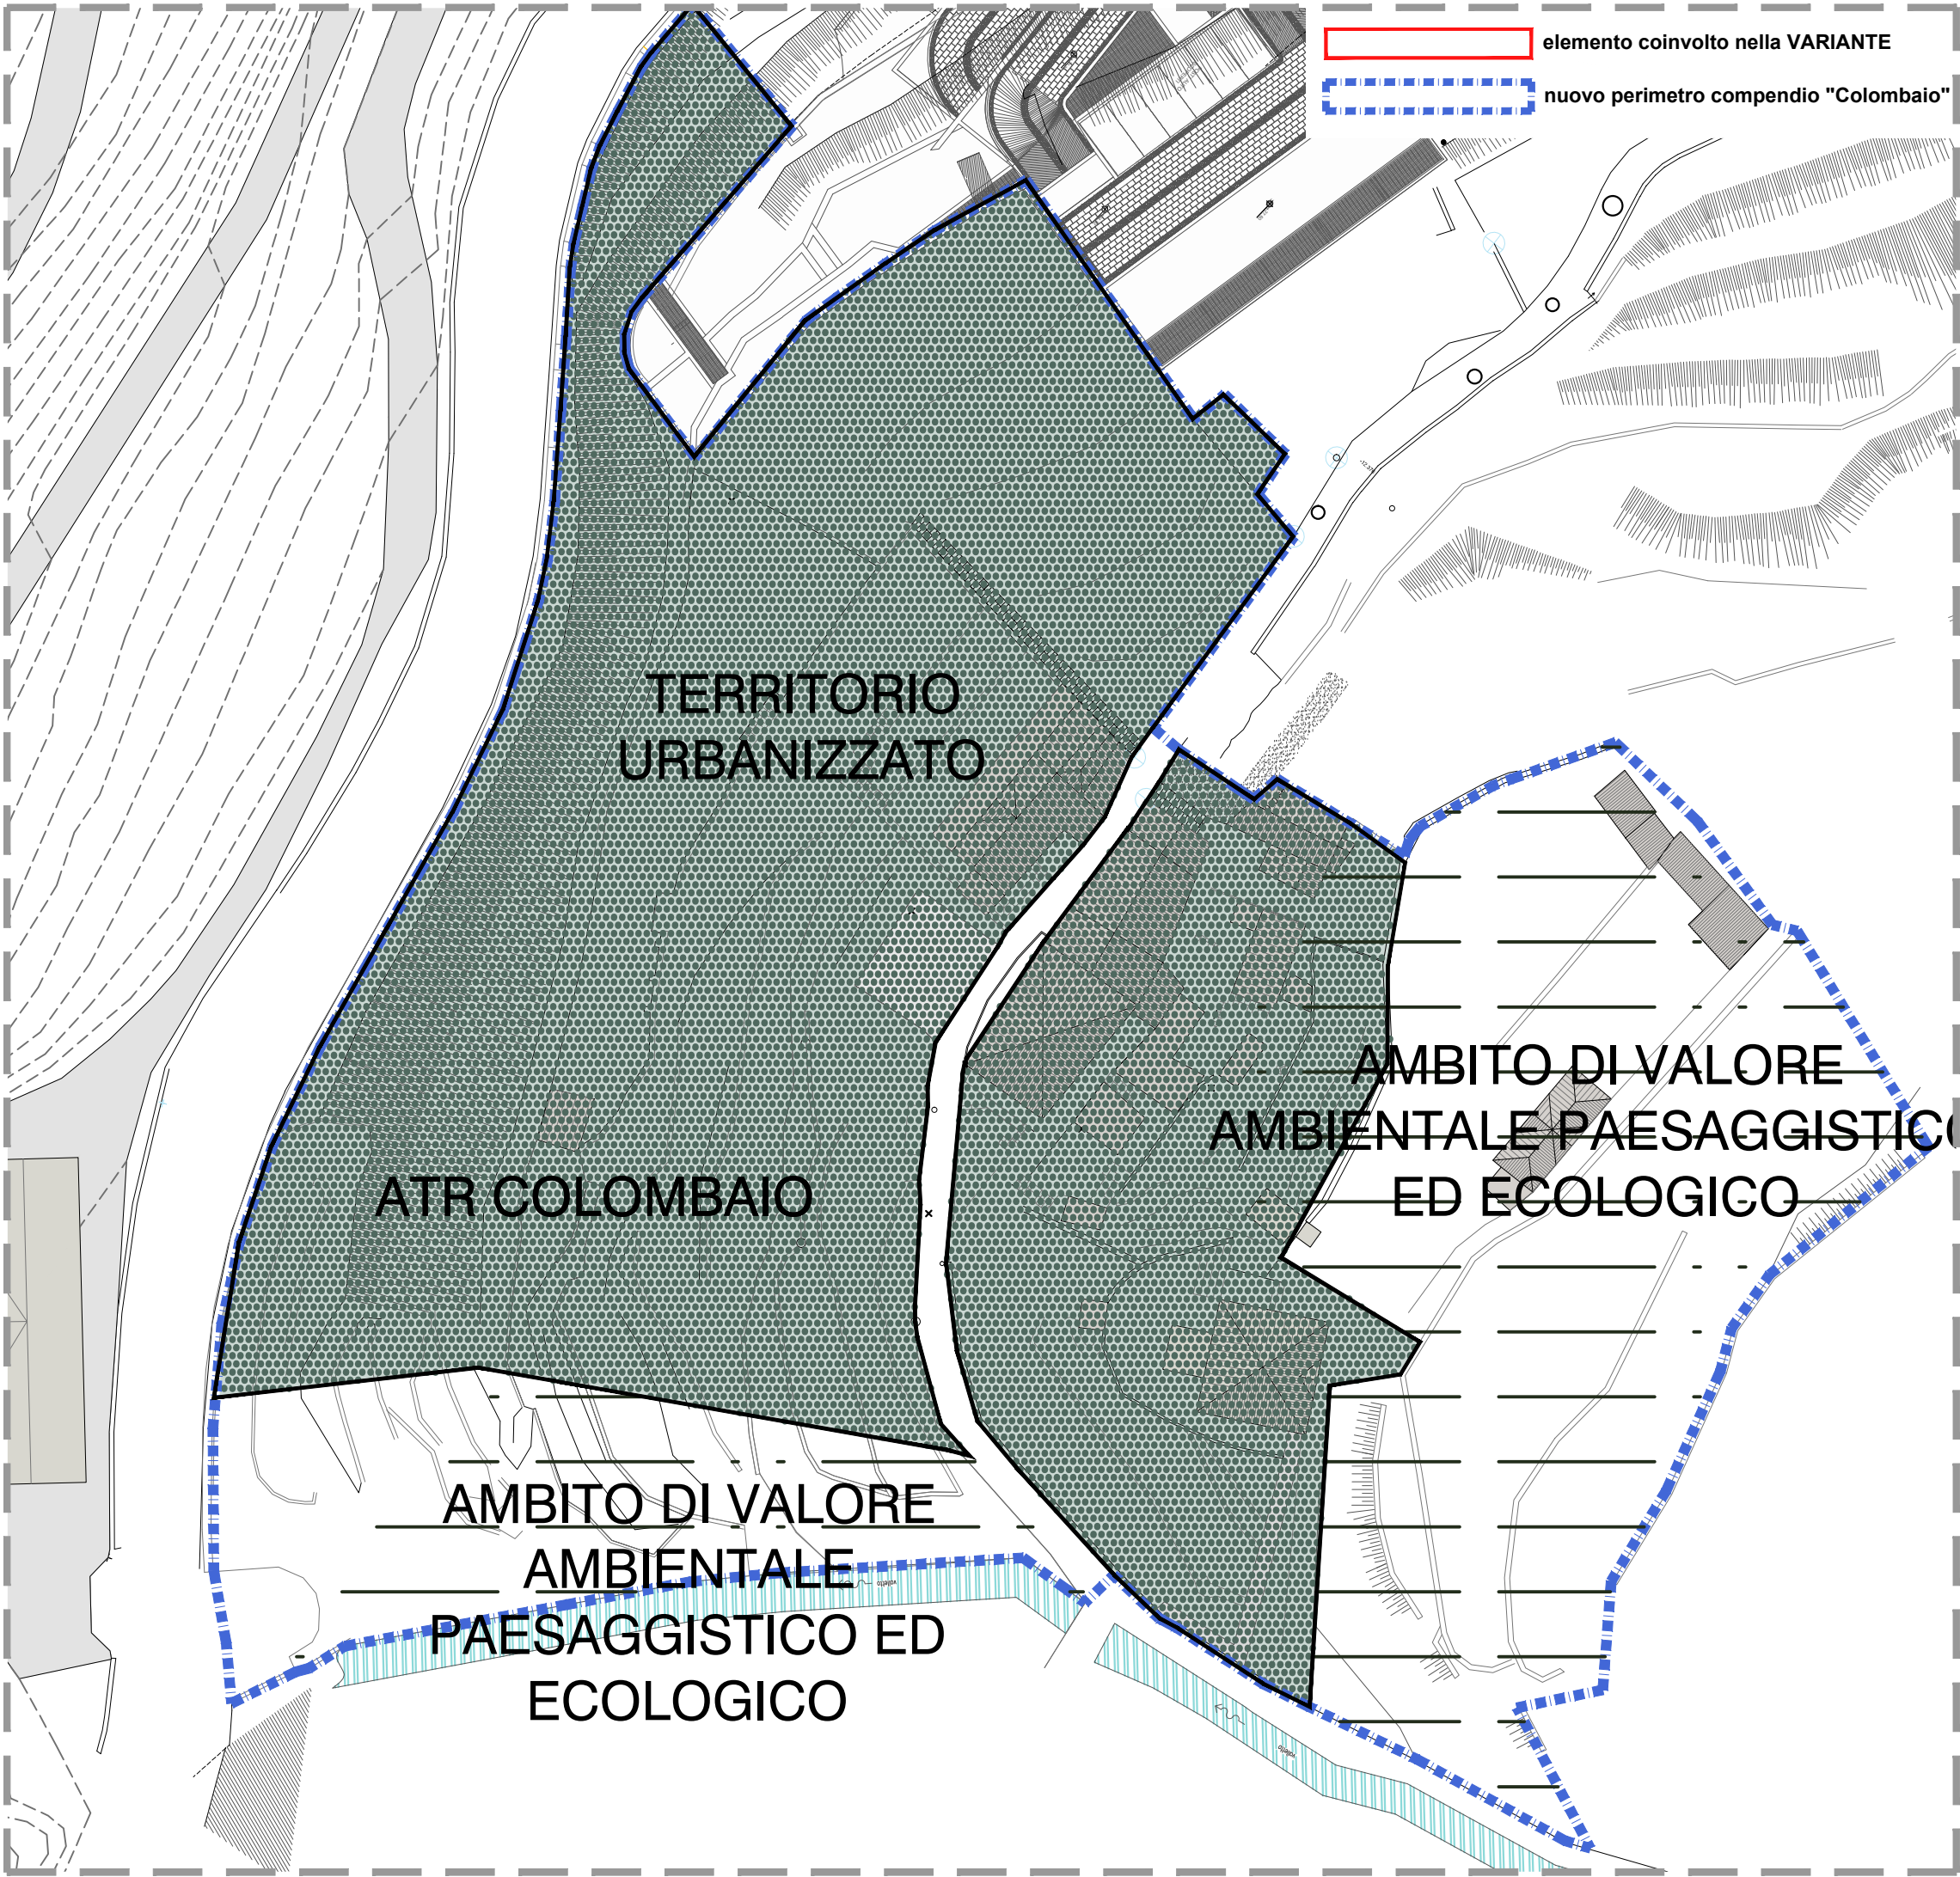 elemento coinvolto nella VARIANTE
nuovo perimetro compendio "Colombaio"
TERRITORIO
URBANIZZATO
ATR COLOMBAIO
AMBITO DI VALORE
AMBIENTALE PAESAGGISTICO
ED ECOLOGICO
AMBITO DI VALORE
AMBIENTALE
PAESAGGISTICO ED
ECOLOGICO